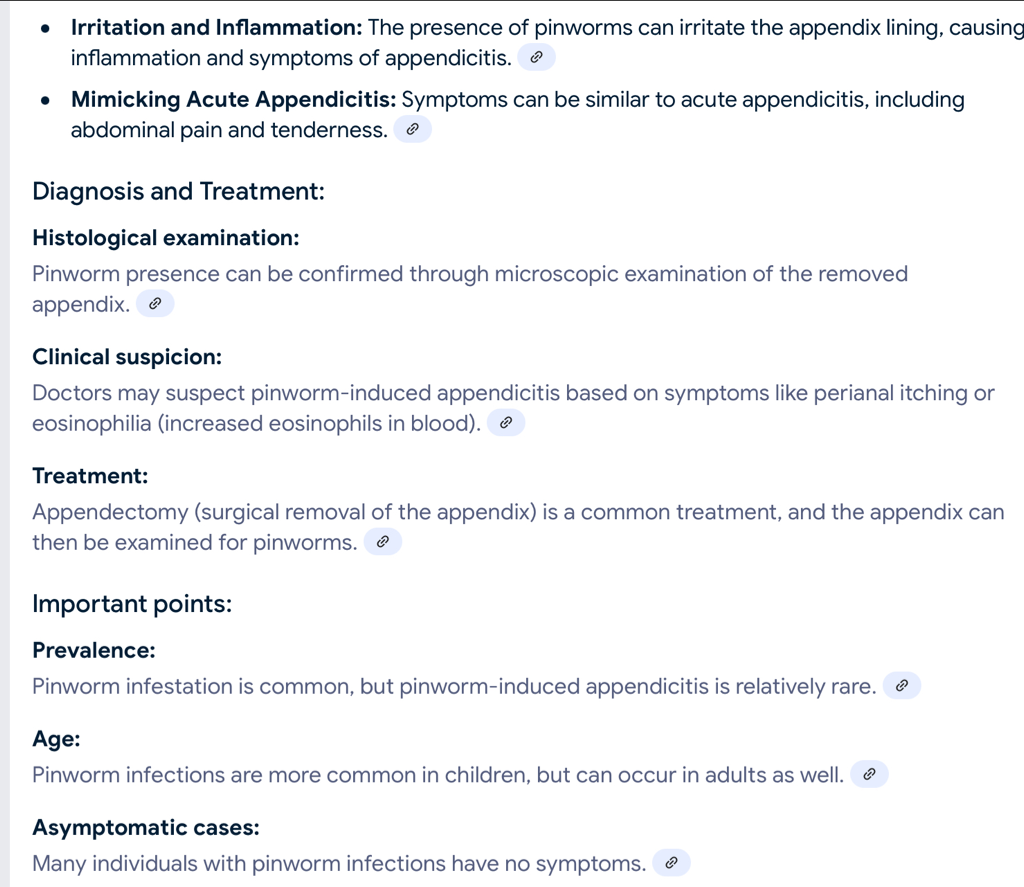 • Irritation and Inflammation: The presence of pinworms can irritate the appendix lining, causing
inflammation and symptoms of appendicitis.
• Mimicking Acute Appendicitis: Symptoms can be similar to acute appendicitis, including
abdominal pain and tenderness.
Diagnosis and Treatment:
Histological examination:
Pinworm presence can be confirmed through microscopic examination of the removed
appendix.
Clinical suspicion:
Doctors may suspect pinworm-induced appendicitis based on symptoms like perianal itching or
eosinophilia (increased eosinophils in blood).
Treatment:
Appendectomy (surgical removal of the appendix) is a common treatment, and the appendix can
then be examined for pinworms.
Important points:
Prevalence:
Pinworm infestation is common, but pinworm-induced appendicitis is relatively rare.
Age:
Pinworm infections are more common in children, but can occur in adults as well.
Asymptomatic cases:
Many individuals with pinworm infections have no symptoms.